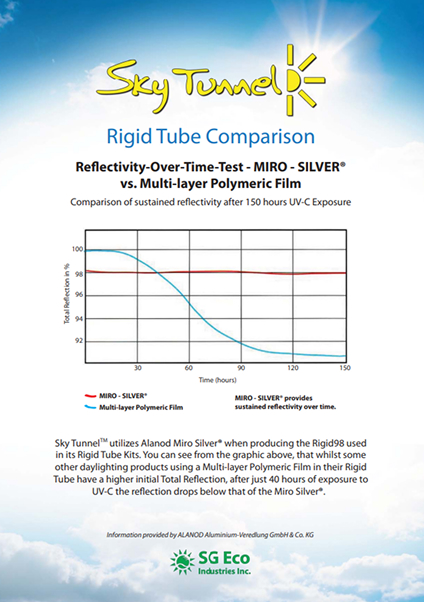 Sky Tunnel
Rigid Tube Comparison
Reflectivity-Over-Time-Test - MIRO - SILVER®
vs. Multi-layer Polymeric Film
Comparison of sustained reflectivity after 150 hours UV-C Exposure
Total Reflection in %
100
98
96
94
92
30 60 90 120 150
Time (hours)
MIRO - SILVER®
Multi-layer Polymeric Film
MIRO - SILVER® provides
sustained reflectivity over time.
Sky Tunnel™ utilizes Alanod Miro Silver® when producing the Rigid98 used
in its Rigid Tube Kits. You can see from the graphic above, that whilst some
other daylighting products using a Multi-layer Polymeric Film in their Rigid
Tube have a higher initial Total Reflection, after just 40 hours of exposure to
UV-C the reflection drops below that of the Miro Silver®.
Information provided by ALANOD Aluminium-Veredlung GmbH & Co. KG
SG Eco
Industries Inc.